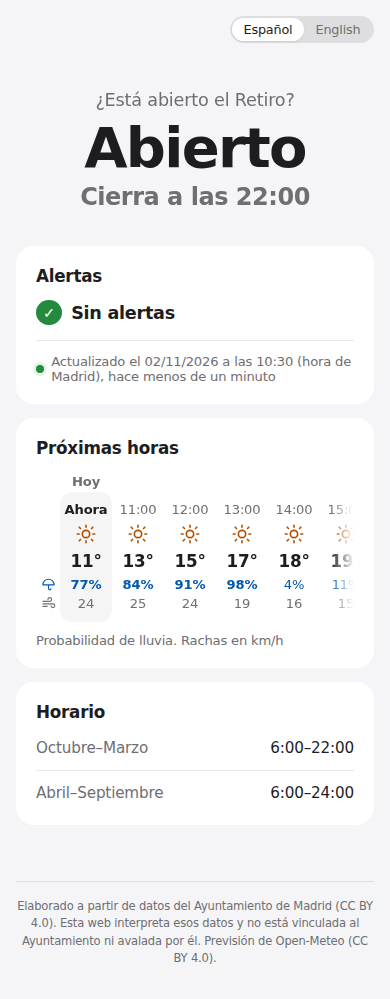 Español English
¿Está abierto el Retiro?
Abierto
Cierra a las 22:00
Alertas
✓ Sin alertas
Actualizado el 02/11/2026 a las 10:30 (hora de
Madrid), hace menos de un minuto
Próximas horas
Hoy
Ahora 11:00 12:00 13:00 14:00
11° 13° 15° 17° 18° 19
77% 84% 91% 98% 4%
24 25 24 19 16 15
Probabilidad de lluvia. Rachas en km/h
Horario
Octubre–Marzo 6:00–22:00
Abril–Septiembre 6:00–24:00
Elaborado a partir de datos del Ayuntamiento de Madrid (CC BY
4.0). Esta web interpreta esos datos y no está vinculada al
Ayuntamiento ni avalada por él. Previsión de Open-Meteo (CC
BY 4.0).